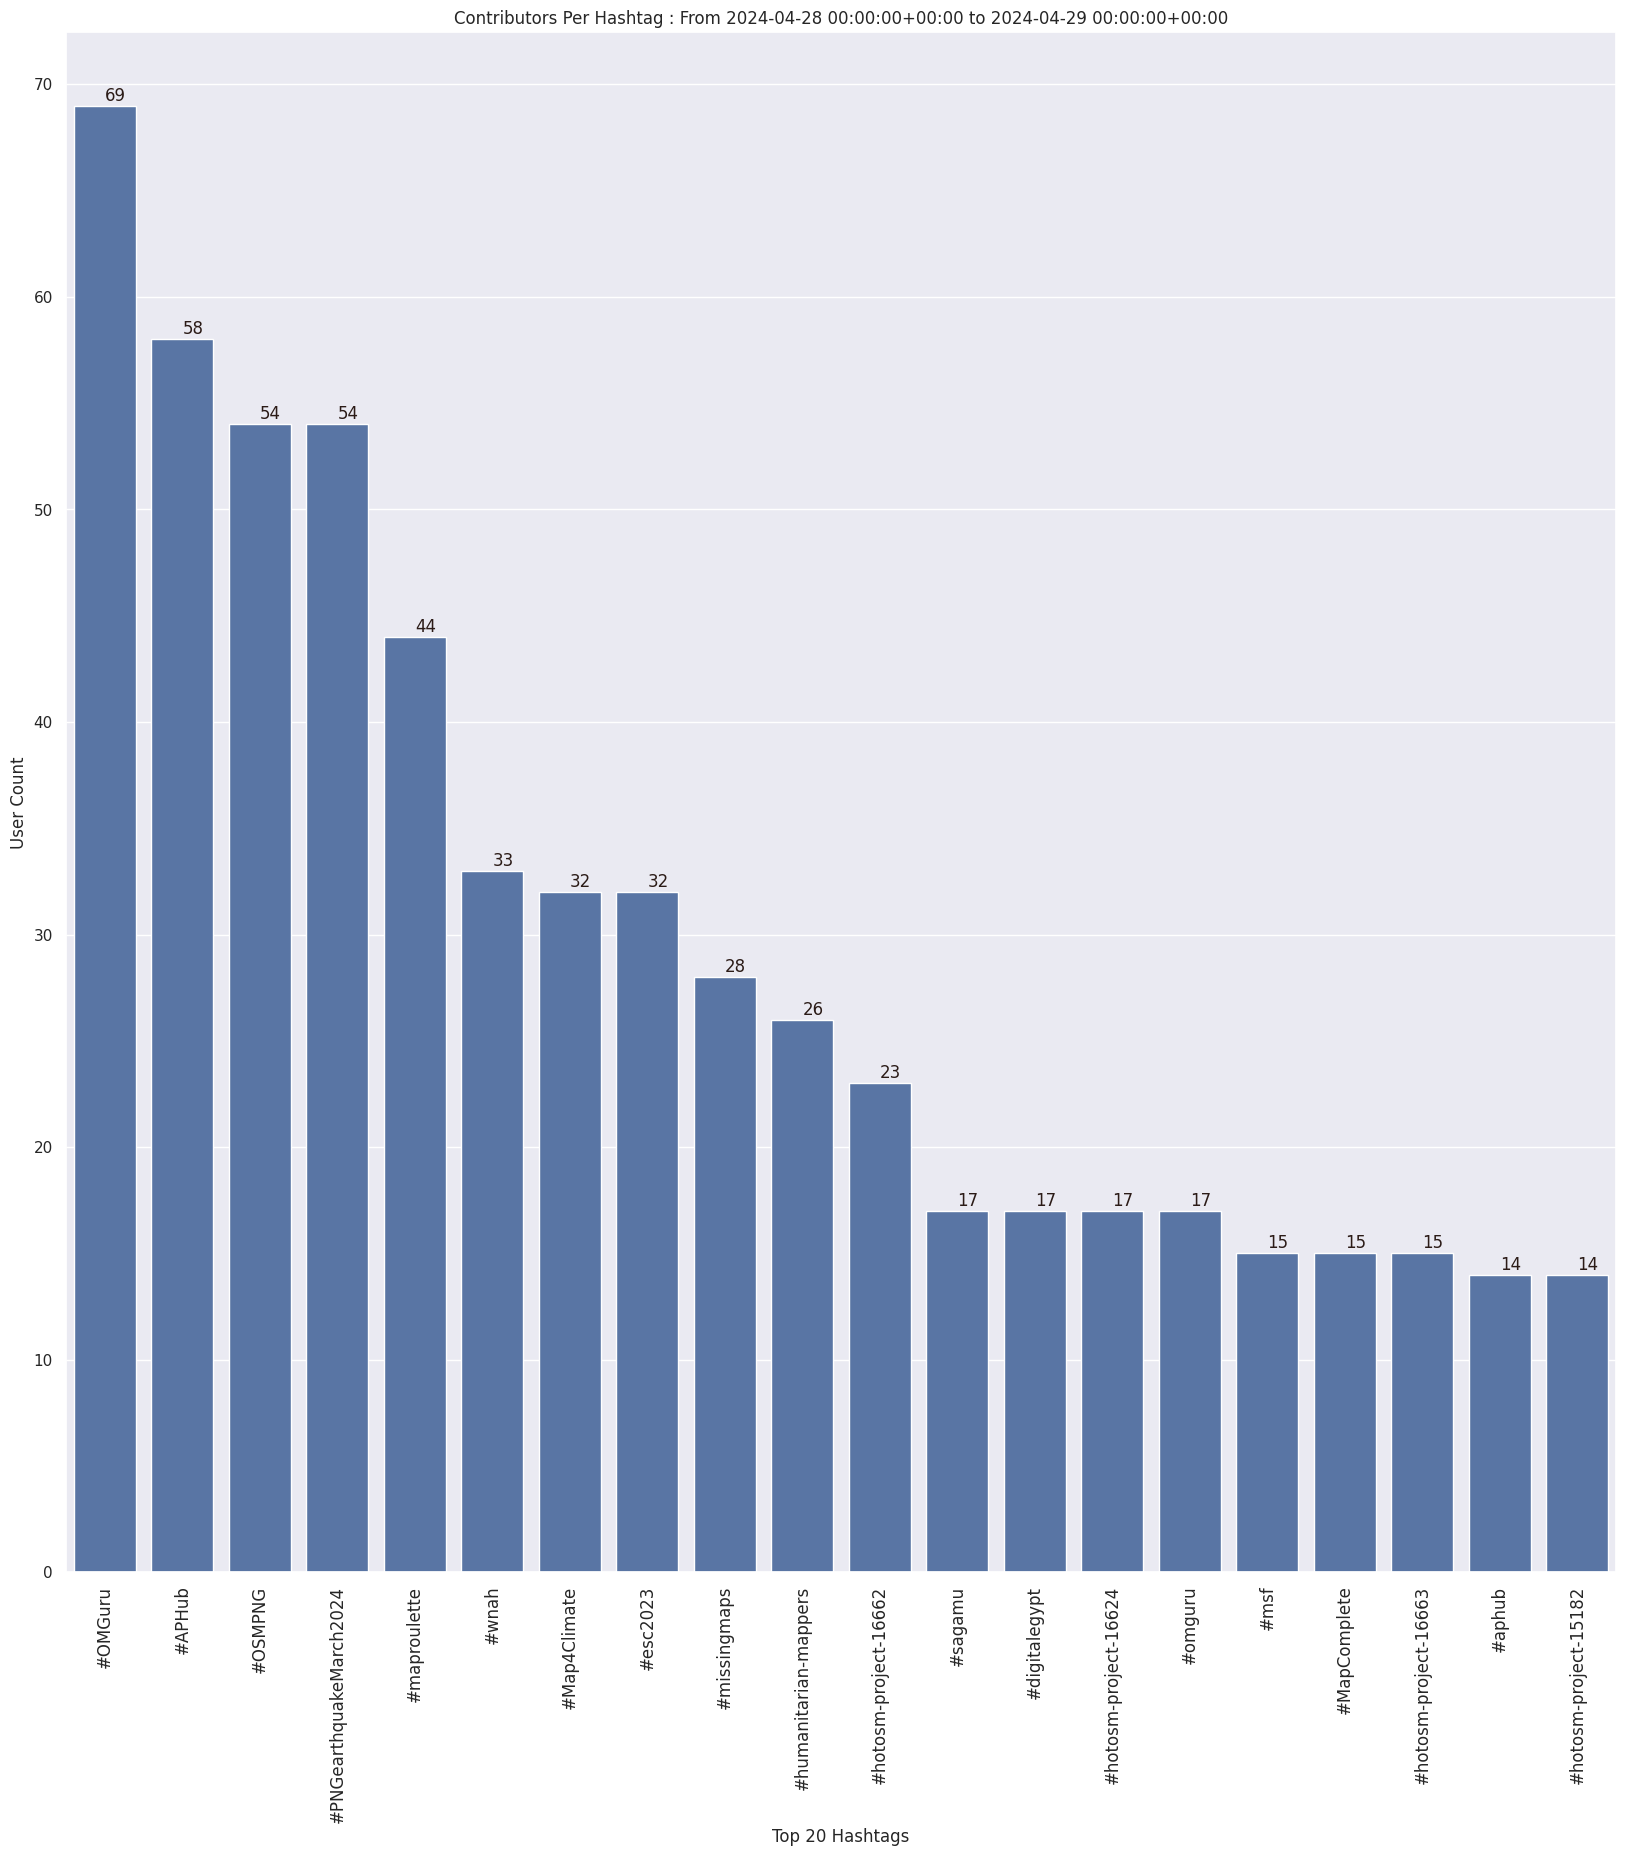 Contributors Per Hashtag : From 2024-04-28 00:00:00+00:00 to 2024-04-29 00:00:00+00:00
User Count
70
60
50
40
30
20
10
0
69
58
54
54
44
33
32
32
28
26
23
17
17
17
17
15
15
15
14
14
#OMGuru
#APHub
#OSMPNG
#PNGearthquakeMarch2024
#maproulette
#wnah
#Map4Climate
#esc2023
#missingmaps
#humanitarian-mappers
#hotosm-project-16662
#sagamu
#digitalegypt
#hotosm-project-16624
#omguru
#msf
#MapComplete
#hotosm-project-16663
#aphub
#hotosm-project-15182
Top 20 Hashtags